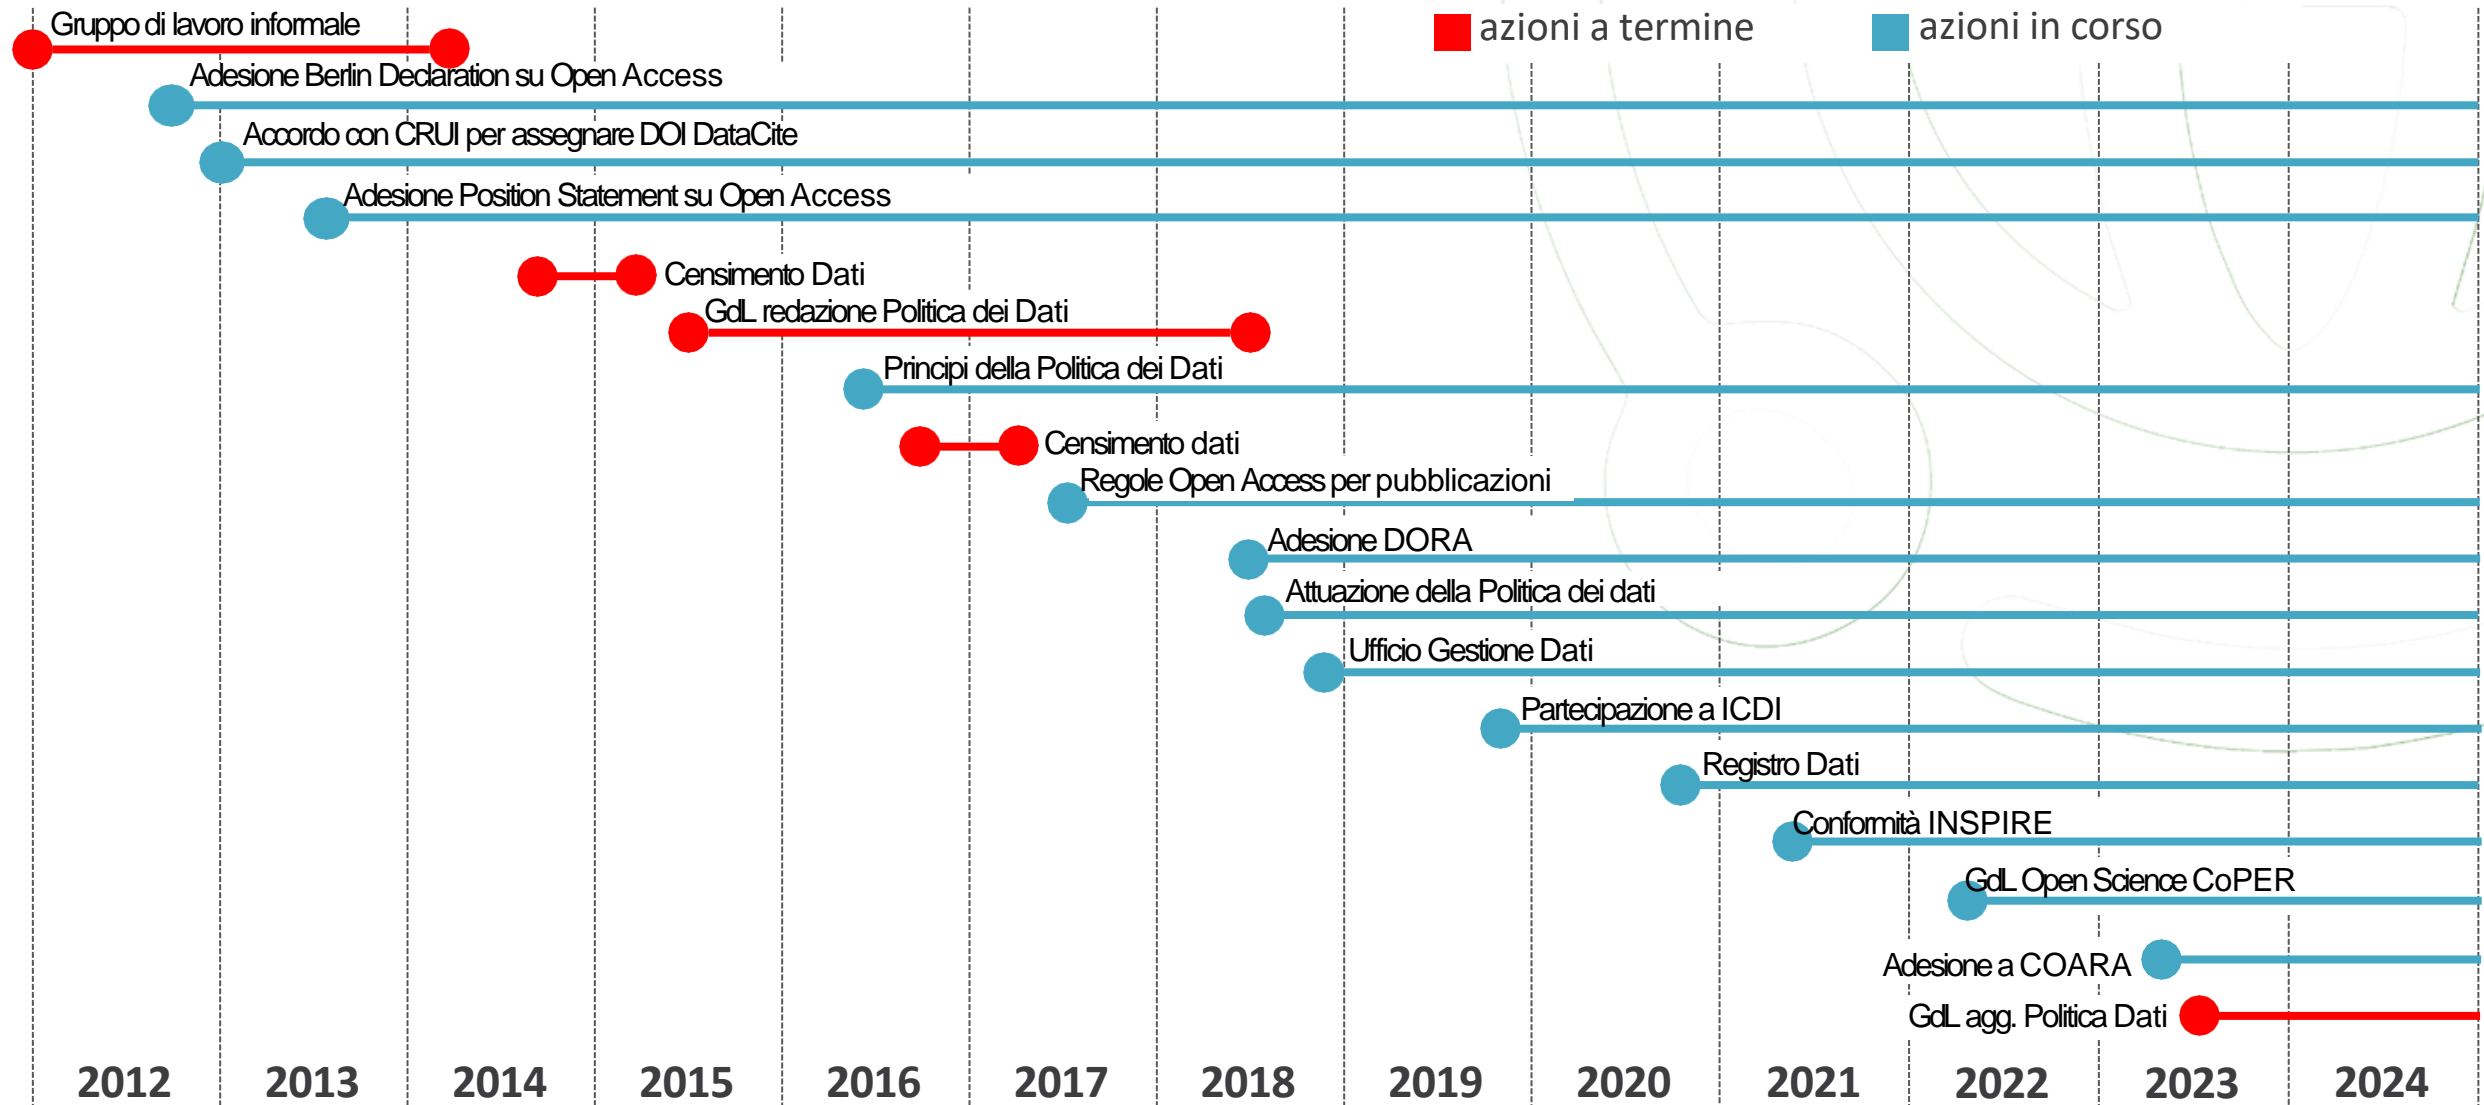 Gruppo di lavoro informale
azioni a termine
azioni in corso
Adesione Berlin Declaration su Open Access
Accordo con CRUI per assegnare DOI DataCite
Adesione Position Statement su Open Access
Censimento Dati
GdL redazione Politica dei Dati
Principi della Politica dei Dati
Censimento dati
Regole Open Access per pubblicazioni
Adesione DORA
Attuazione della Politica dei dati
Ufficio Gestione Dati
Partecipazione a ICDI
Registro Dati
Conformità INSPIRE
GdL Open Science CoPER
Adesione a COARA
GdL agg. Politica Dati
2012 2013 2014 2015 2016 2017 2018 2019 2020 2021 2022 2023 2024